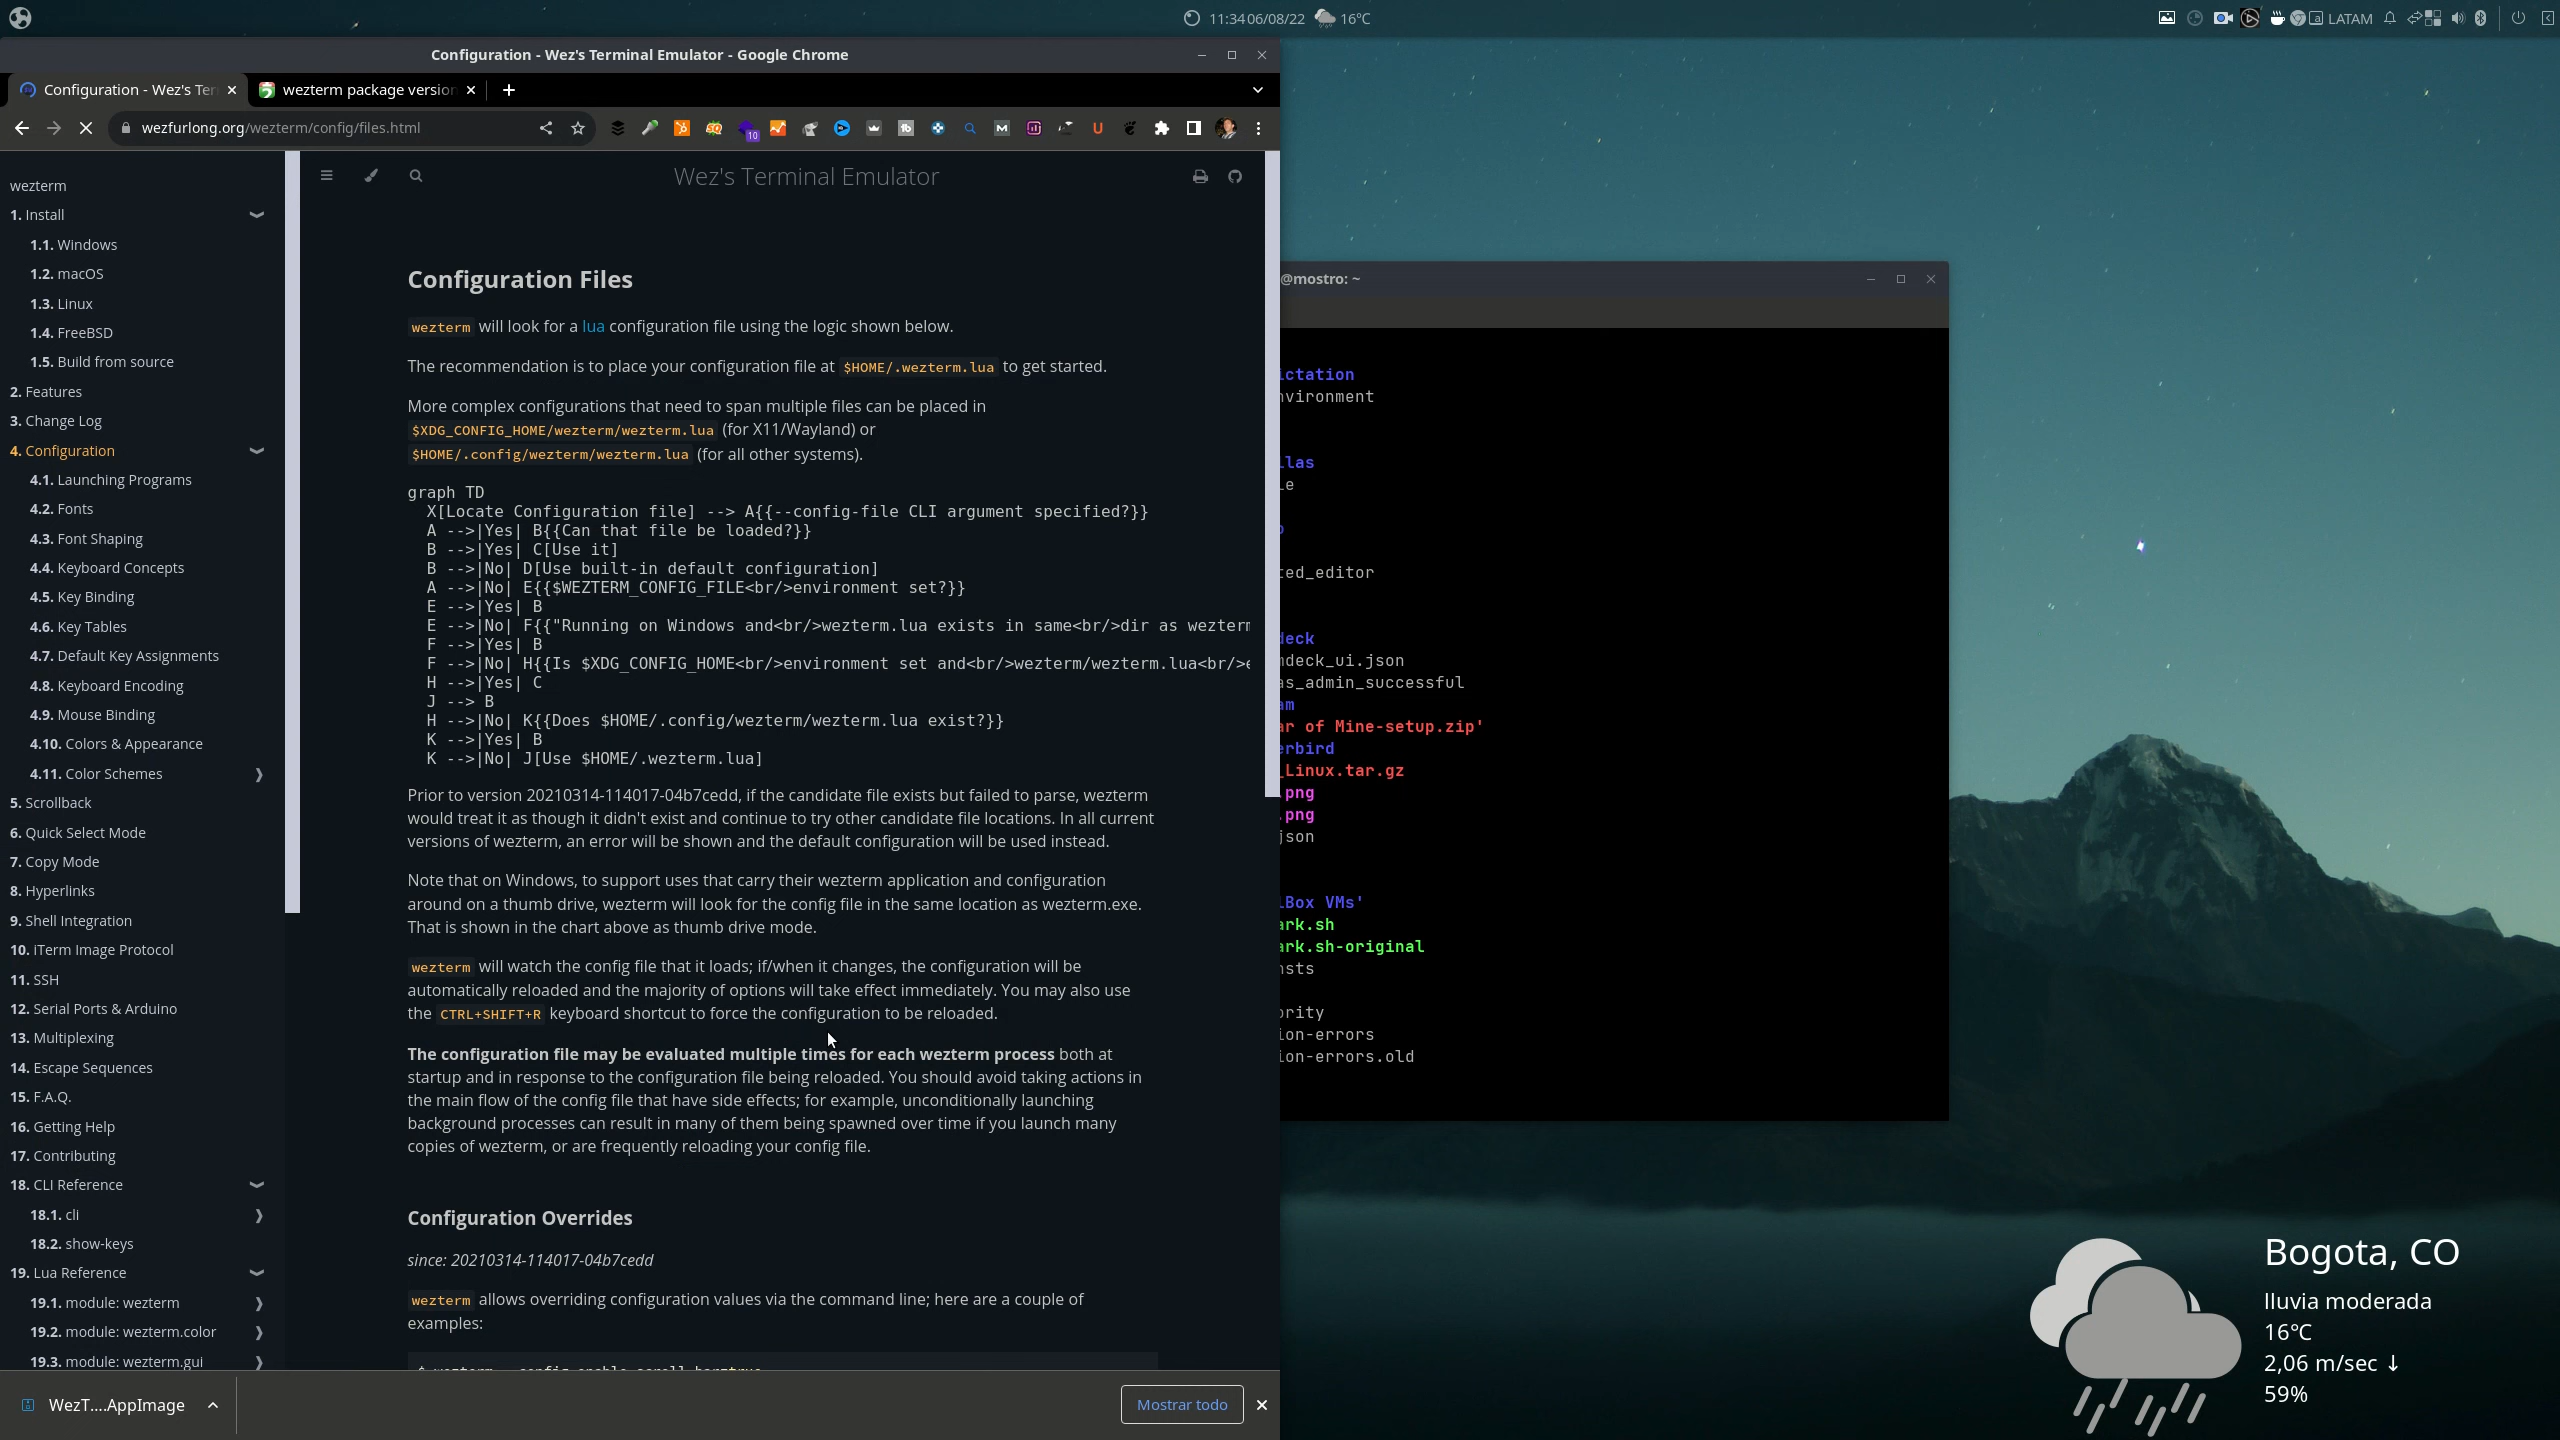 11:34 06/08/22 16°C
LATAM
Configuration - Wez's Terminal Emulator - Google Chrome
Configuration - Wez's Ter
wezterm package version
wezfurlong.org/wezterm/config/files.html
10
wezterm
1. Install
1.1. Windows
1.2. macOS
1.3. Linux
1.4. FreeBSD
1.5. Build from source
2. Features
3. Change Log
4. Configuration
4.1. Launching Programs
4.2. Fonts
4.3. Font Shaping
4.4. Keyboard Concepts
4.5. Key Binding
4.6. Key Tables
4.7. Default Key Assignments
4.8. Keyboard Encoding
4.9. Mouse Binding
4.10. Colors & Appearance
4.11. Color Schemes
5. Scrollback
6. Quick Select Mode
7. Copy Mode
8. Hyperlinks
9. Shell Integration
10. iTerm Image Protocol
11. SSH
12. Serial Ports & Arduino
13. Multiplexing
14. Escape Sequences
15. F.A.Q.
16. Getting Help
17. Contributing
18. CLI Reference
18.1. cli
18.2. show-keys
19. Lua Reference
19.1. module: wezterm
19.2. module: wezterm.color
19.3. module: wezterm.gui
Wez's Terminal Emulator
Configuration Files
wezterm will look for a lua configuration file using the logic shown below.
The recommendation is to place your configuration file at $HOME/.wezterm.lua to get started.
More complex configurations that need to span multiple files can be placed in
$XDG_CONFIG_HOME/wezterm/wezterm.lua (for X11/Wayland) or
$HOME/.config/wezterm/wezterm.lua (for all other systems).
graph TD
X[Locate Configuration file] --> A{{--config-file CLI argument specified?}}
A -->|Yes| B{{Can that file be loaded?}}
B -->|Yes| C[Use it]
B -->|No| D[Use built-in default configuration]
A -->|No| E{{$WEZTERM_CONFIG_FILE<br/>environment set?}}
E -->|Yes| B
E -->|No| F{{"Running on Windows and<br/>wezterm.lua exists in same<br/>dir as wezterm
F -->|Yes| B
F -->|No| H{{Is $XDG_CONFIG_HOME<br/>environment set and<br/>wezterm/wezterm.lua<br/>e
H -->|Yes| C
J --> B
H -->|No| K{{Does $HOME/.config/wezterm/wezterm.lua exist?}}
K -->|Yes| B
K -->|No| J[Use $HOME/.wezterm.lua]
Prior to version 20210314-114017-04b7cedd, if the candidate file exists but failed to parse, wezterm
would treat it as though it didn't exist and continue to try other candidate file locations. In all current
versions of wezterm, an error will be shown and the default configuration will be used instead.
Note that on Windows, to support uses that carry their wezterm application and configuration
around on a thumb drive, wezterm will look for the config file in the same location as wezterm.exe.
That is shown in the chart above as thumb drive mode.
wezterm will watch the config file that it loads; if/when it changes, the configuration will be
automatically reloaded and the majority of options will take effect immediately. You may also use
the CTRL+SHIFT+R keyboard shortcut to force the configuration to be reloaded.
The configuration file may be evaluated multiple times for each wezterm process both at
startup and in response to the configuration file being reloaded. You should avoid taking actions in
the main flow of the config file that have side effects; for example, unconditionally launching
background processes can result in many of them being spawned over time if you launch many
copies of wezterm, or are frequently reloading your config file.
Configuration Overrides
since: 20210314-114017-04b7cedd
wezterm allows overriding configuration values via the command line; here are a couple of
examples:
WezT....AppImage
Mostrar todo
@mostro: ~
ictation
nvironment
ilas
le
ted_editor
deck
mdeck_ui.json
as_admin_successful
am
ar of Mine-setup.zip'
erbird
_Linux.tar.gz
.png
.png
json
lBox VMs'
ark.sh
ark.sh-original
hsts
ority
ion-errors
ion-errors.old
Bogota, CO
lluvia moderada
16°C
2,06 m/sec ↓
59%